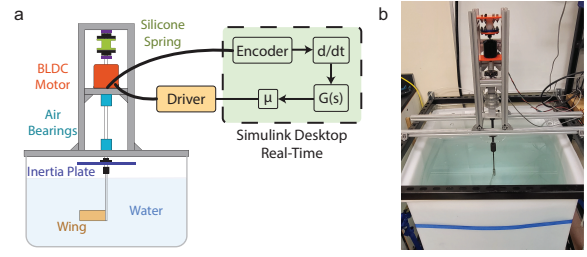 a
b
Silicone
Spring
BLDC
Motor
Encoder
d/dt
Driver
μ
G(s)
Air
Bearings
Simulink Desktop
Real-Time
Inertia Plate
Water
Wing